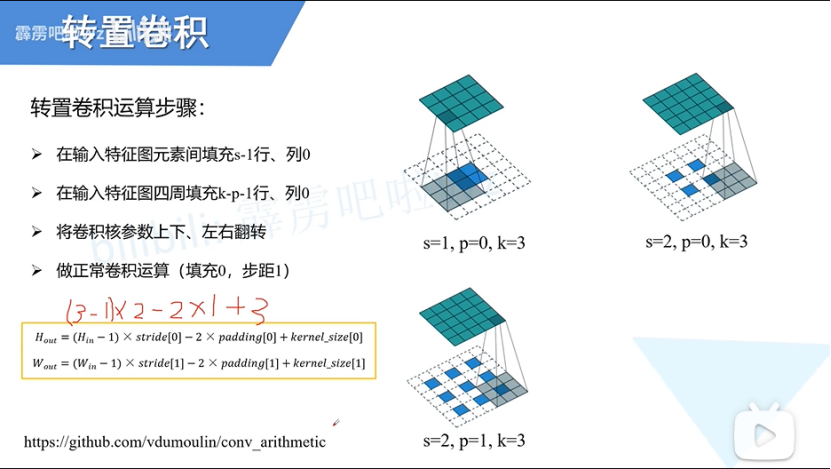 转置卷积
转置卷积运算步骤：
➢ 在输入特征图元素间填充s-1行、列0
➢ 在输入特征图四周填充k-p-1行、列0
➢ 将卷积核参数上下、左右翻转
➢ 做正常卷积运算（填充0，步距1）
(3-1)×2-2×1+3
H_out = (H_in − 1) × stride[0] − 2 × padding[0] + kernel_size[0]
W_out = (W_in − 1) × stride[1] − 2 × padding[1] + kernel_size[1]
https://github.com/vdumoulin/conv_arithmetic
s=1, p=0, k=3
s=2, p=0, k=3
s=2, p=1, k=3
bilibili: 霹雳吧啦